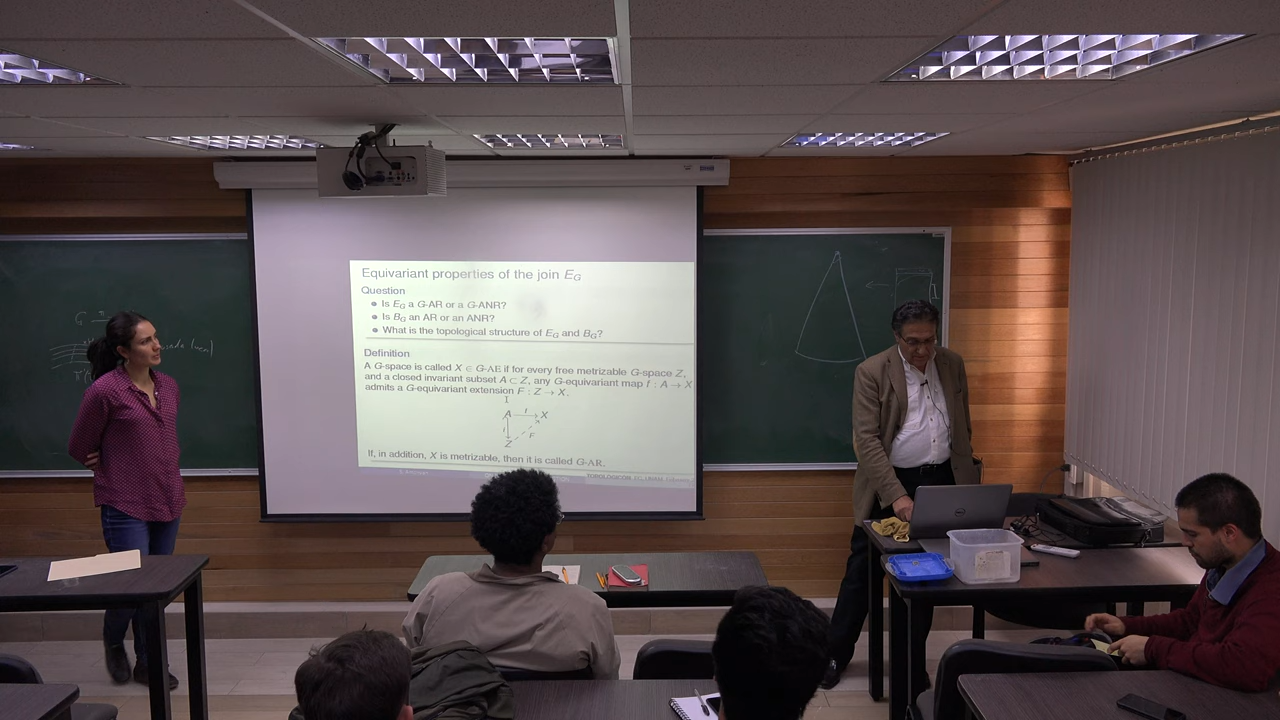 Equivariant properties of the join E_G
Question
Is E_G a G-AR or a G-ANR?
Is B_G an AR or an ANR?
What is the topological structure of E_G and B_G?
Definition
A G-space is called X ∈ G-AE if for every free metrizable G-space Z,
and a closed invariant subset A ⊂ Z, any G-equivariant map f : A → X
admits a G-equivariant extension F : Z → X.
A f X
i F
Z
If, in addition, X is metrizable, then it is called G-AR.
DELL